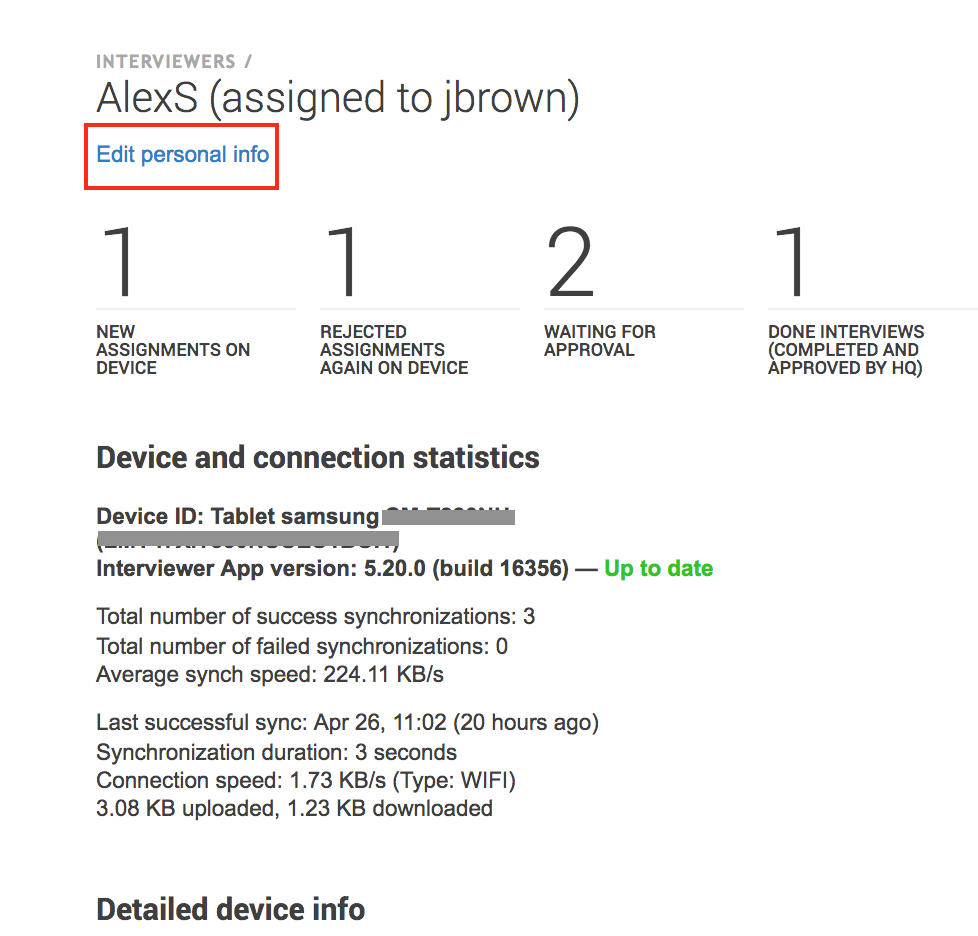 INTERVIEWERS /
AlexS (assigned to jbrown)
Edit personal info
1
1
2
1
NEW
ASSIGNMENTS ON
DEVICE
REJECTED
ASSIGNMENTS
AGAIN ON DEVICE
WAITING FOR
APPROVAL
DONE INTERVIEWS
(COMPLETED AND
APPROVED BY HQ)
Device and connection statistics
Device ID: Tablet samsung
Interviewer App version: 5.20.0 (build 16356) — Up to date
Total number of success synchronizations: 3
Total number of failed synchronizations: 0
Average synch speed: 224.11 KB/s
Last successful sync: Apr 26, 11:02 (20 hours ago)
Synchronization duration: 3 seconds
Connection speed: 1.73 KB/s (Type: WIFI)
3.08 KB uploaded, 1.23 KB downloaded
Detailed device info